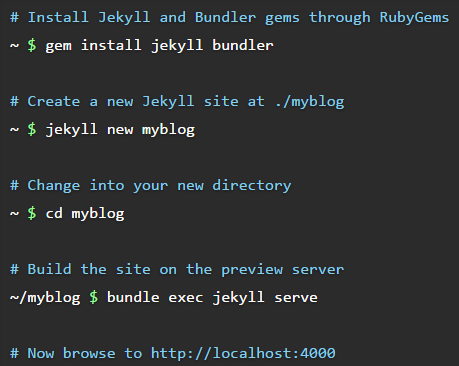 # Install Jekyll and Bundler gems through RubyGems
~ $ gem install jekyll bundler
# Create a new Jekyll site at ./myblog
~ $ jekyll new myblog
# Change into your new directory
~ $ cd myblog
# Build the site on the preview server
~/myblog $ bundle exec jekyll serve
# Now browse to http://localhost:4000